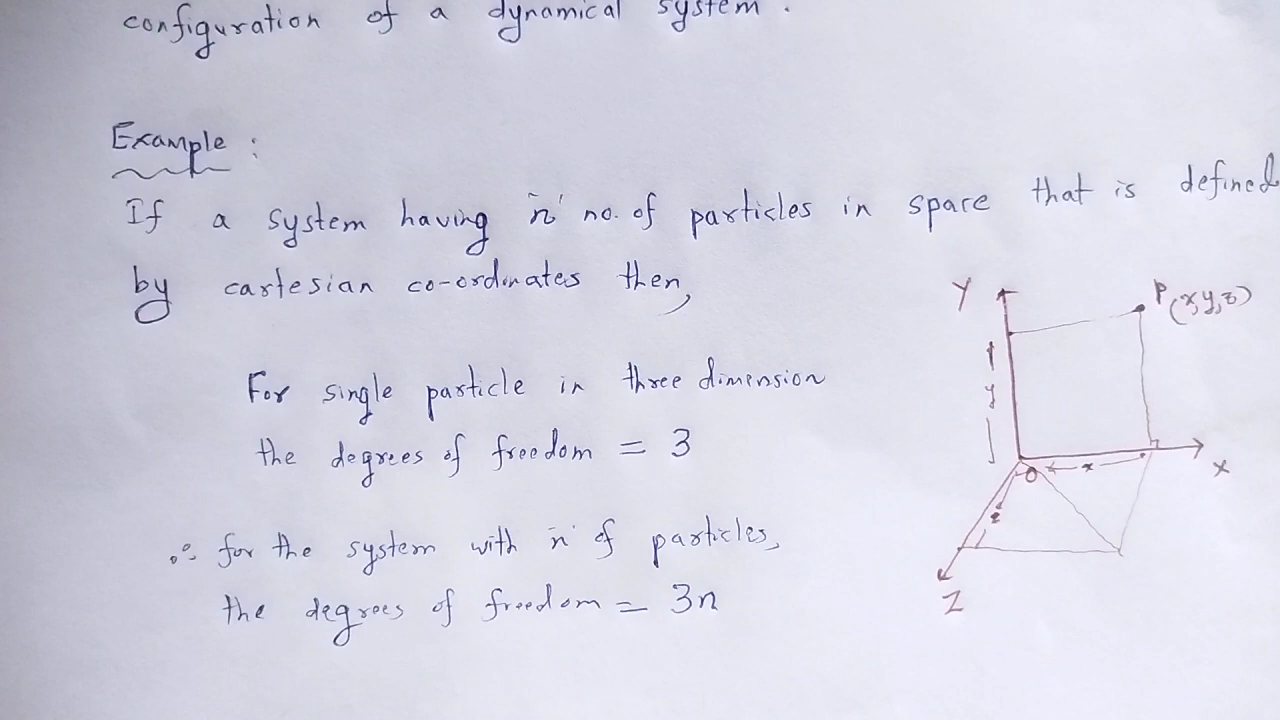 configuration of a dynamical system.
Example :
If a system having 'n' no. of particles in space that is defined
by cartesian co-ordinates then,
For single particle in three dimension
the degrees of freedom = 3
∴ for the system with 'n' of particles,
the degrees of freedom = 3n
Y
P(x,y,z)
y
O
x
X
z
Z